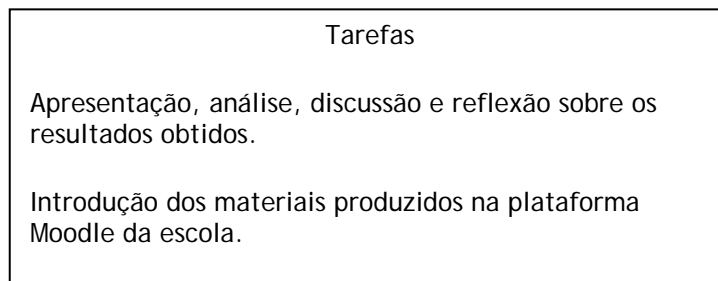 Tarefas
Apresentação, análise, discussão e reflexão sobre os
resultados obtidos.
Introdução dos materiais produzidos na plataforma
Moodle da escola.